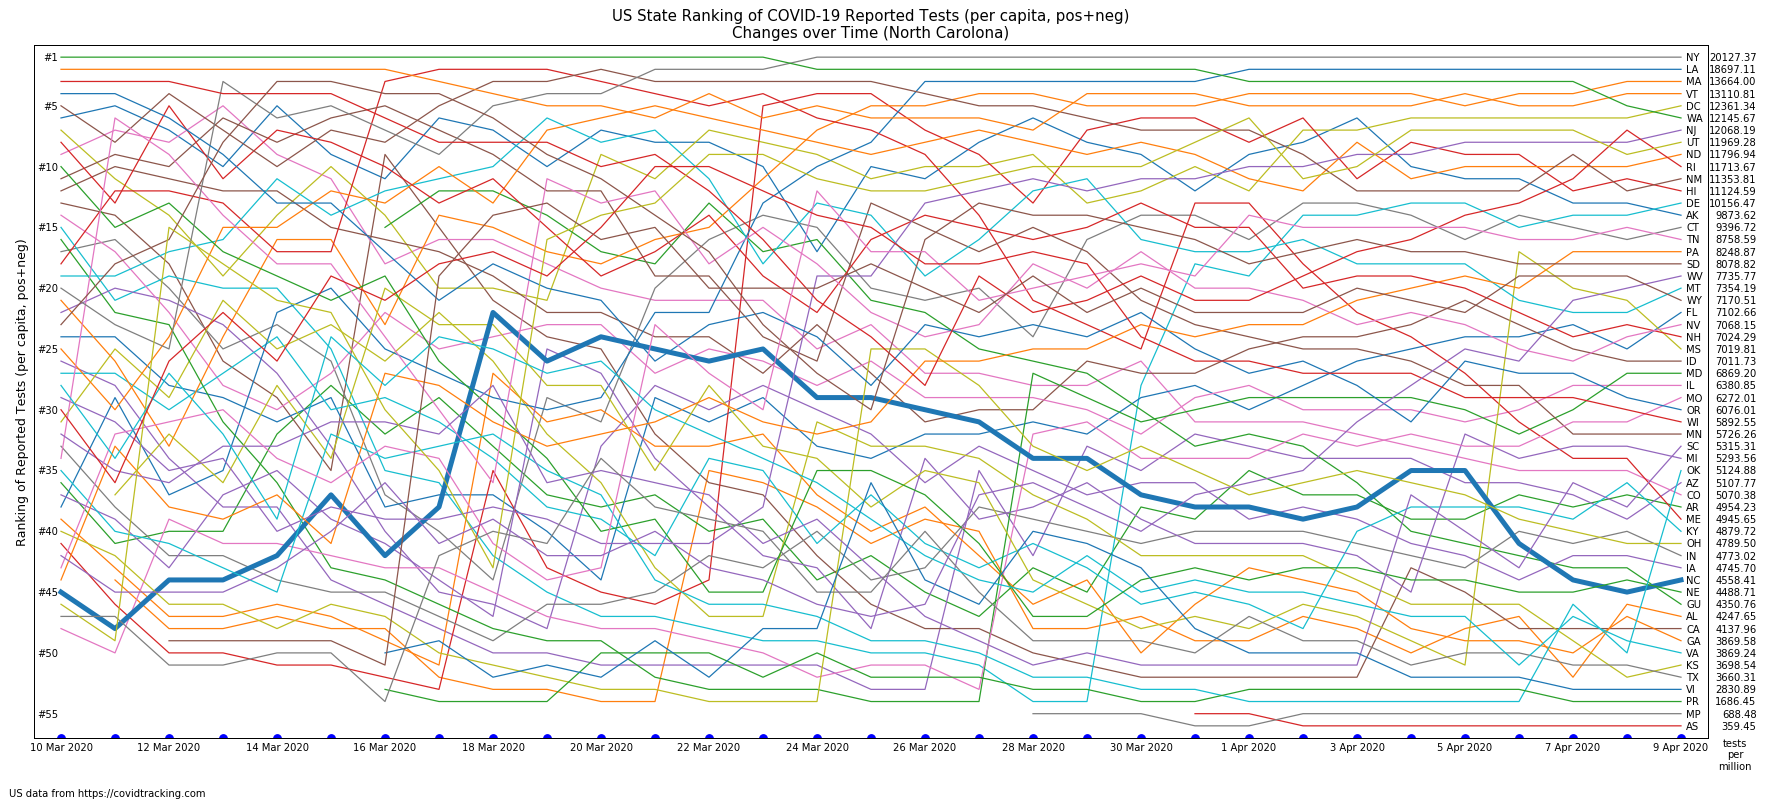 US State Ranking of COVID-19 Reported Tests (per capita, pos+neg)
Changes over Time (North Carolona)
Ranking of Reported Tests (per capita, pos+neg)
#1
#5
#10
#15
#20
#25
#30
#35
#40
#45
#50
#55
NY 20127.37
LA 18697.11
MA 13664.00
VT 13110.81
DC 12361.34
WA 12145.67
NJ 12068.19
UT 11969.28
ND 11796.94
RI 11713.67
NM 11353.81
HI 11124.59
DE 10156.47
AK 9873.62
CT 9396.72
TN 8758.59
PA 8248.87
SD 8078.82
WV 7735.77
MT 7354.19
WY 7170.51
FL 7102.66
NV 7068.15
NH 7024.29
MS 7019.81
ID 7011.73
MD 6869.20
IL 6380.85
MO 6272.01
OR 6076.01
WI 5892.55
MN 5726.26
SC 5315.31
MI 5293.56
OK 5124.88
AZ 5107.77
CO 5070.38
AR 4954.23
ME 4945.65
KY 4879.72
OH 4789.50
IN 4773.02
IA 4745.70
NC 4558.41
NE 4488.71
GU 4350.76
AL 4247.65
CA 4137.96
GA 3869.58
VA 3869.24
KS 3698.54
TX 3660.31
VI 2830.89
PR 1686.45
MP 688.48
AS 359.45
10 Mar 2020 12 Mar 2020 14 Mar 2020 16 Mar 2020 18 Mar 2020 20 Mar 2020 22 Mar 2020 24 Mar 2020 26 Mar 2020 28 Mar 2020 30 Mar 2020 1 Apr 2020 3 Apr 2020 5 Apr 2020 7 Apr 2020 9 Apr 2020
tests
per
million
US data from https://covidtracking.com